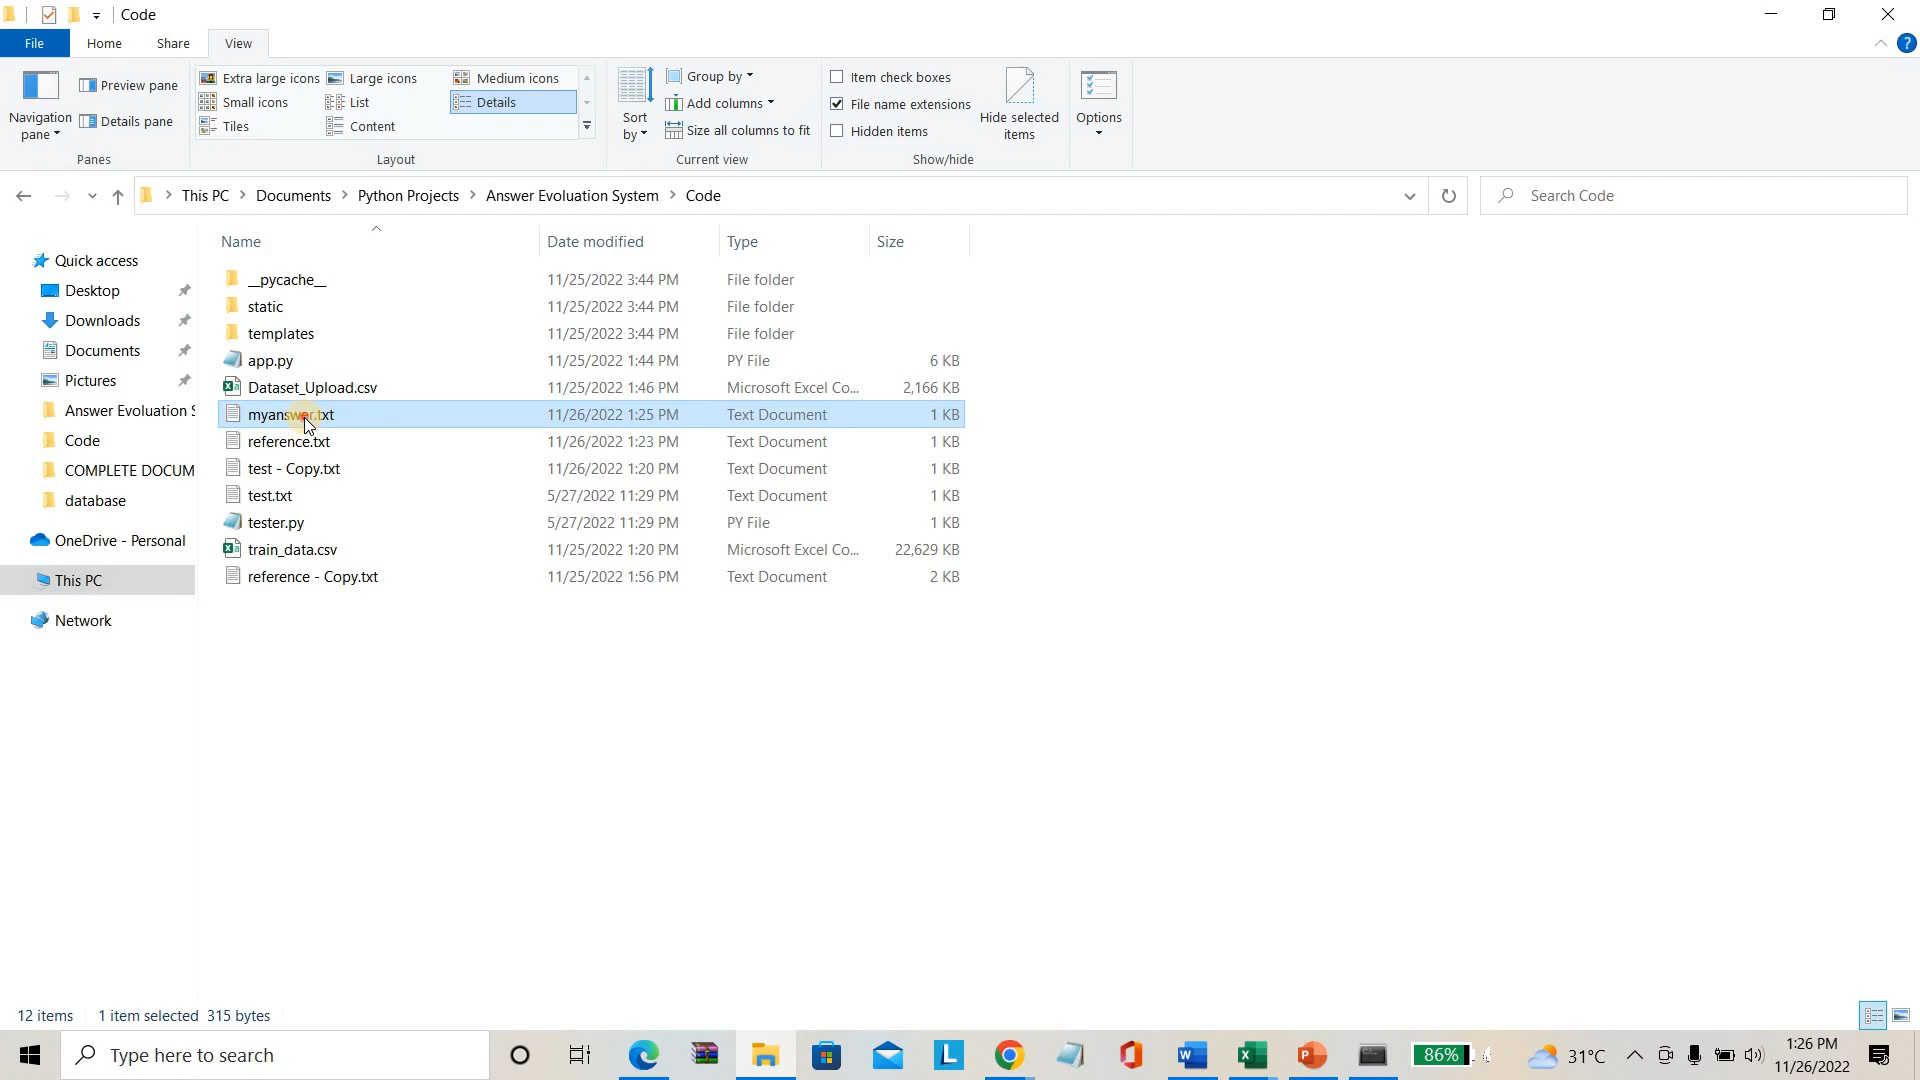 Code
File
Home
Share
View
?
Navigation pane
Preview pane
Details pane
Panes
Extra large icons
Large icons
Medium icons
Small icons
List
Details
Tiles
Content
Layout
Sort by
Group by
Add columns
Size all columns to fit
Current view
Item check boxes
File name extensions
Hidden items
Hide selected items
Show/hide
Options
This PC
Documents
Python Projects
Answer Evoluation System
Code
Search Code
Name
Date modified
Type
Size
Quick access
Desktop
Downloads
Documents
Pictures
Answer Evoluation S
Code
COMPLETE DOCUM
database
OneDrive - Personal
This PC
Network
__pycache__ 11/25/2022 3:44 PM File folder
static 11/25/2022 3:44 PM File folder
templates 11/25/2022 3:44 PM File folder
app.py 11/25/2022 1:44 PM PY File 6 KB
Dataset_Upload.csv 11/25/2022 1:46 PM Microsoft Excel Co... 2,166 KB
myanswer.txt 11/26/2022 1:25 PM Text Document 1 KB
reference.txt 11/26/2022 1:23 PM Text Document 1 KB
test - Copy.txt 11/26/2022 1:20 PM Text Document 1 KB
test.txt 5/27/2022 11:29 PM Text Document 1 KB
tester.py 5/27/2022 11:29 PM PY File 1 KB
train_data.csv 11/25/2022 1:20 PM Microsoft Excel Co... 22,629 KB
reference - Copy.txt 11/25/2022 1:56 PM Text Document 2 KB
12 items 1 item selected 315 bytes
Type here to search
L
W
X
P
86%
31°C
1:26 PM
11/26/2022